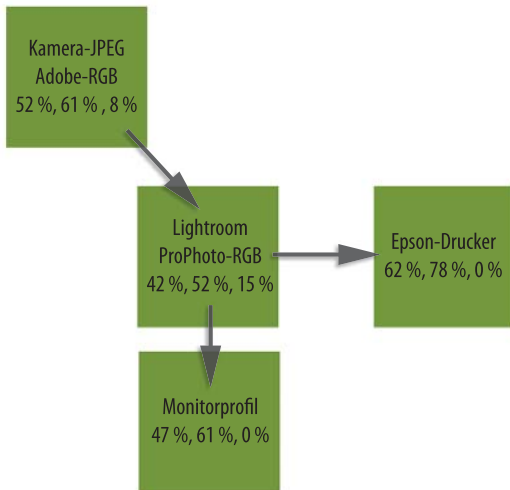 Kamera-JPEG
Adobe-RGB
52 %, 61 % , 8 %
Lightroom
ProPhoto-RGB
42 %, 52 %, 15 %
Epson-Drucker
62 %, 78 %, 0 %
Monitorprofil
47 %, 61 %, 0 %